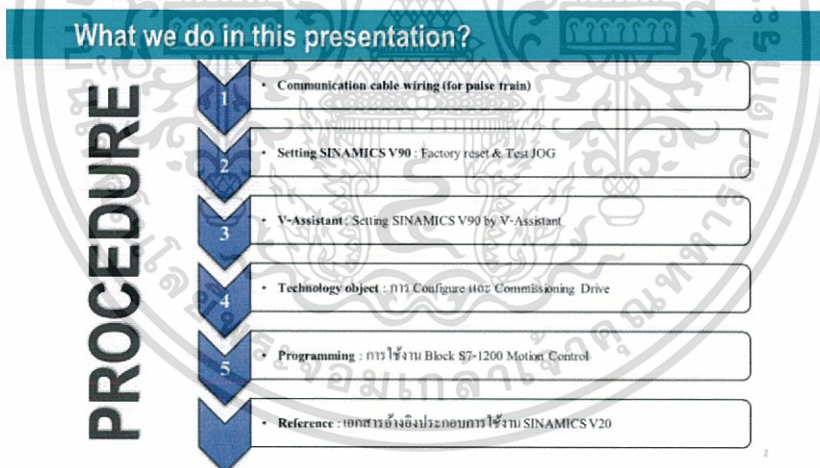 What we do in this presentation?
PROCEDURE
1
• Communication cable wiring (for pulse train)
2
• Setting SINAMICS V90 : Factory reset & Test JOG
3
• V-Assistant : Setting SINAMICS V90 by V-Assistant
4
• Technology object : การ Configure และ Commissioning Drive
5
• Programming : การใช้งาน Block S7-1200 Motion Control
• Reference : เอกสารอ้างอิงประกอบการใช้งาน SINAMICS V20
2